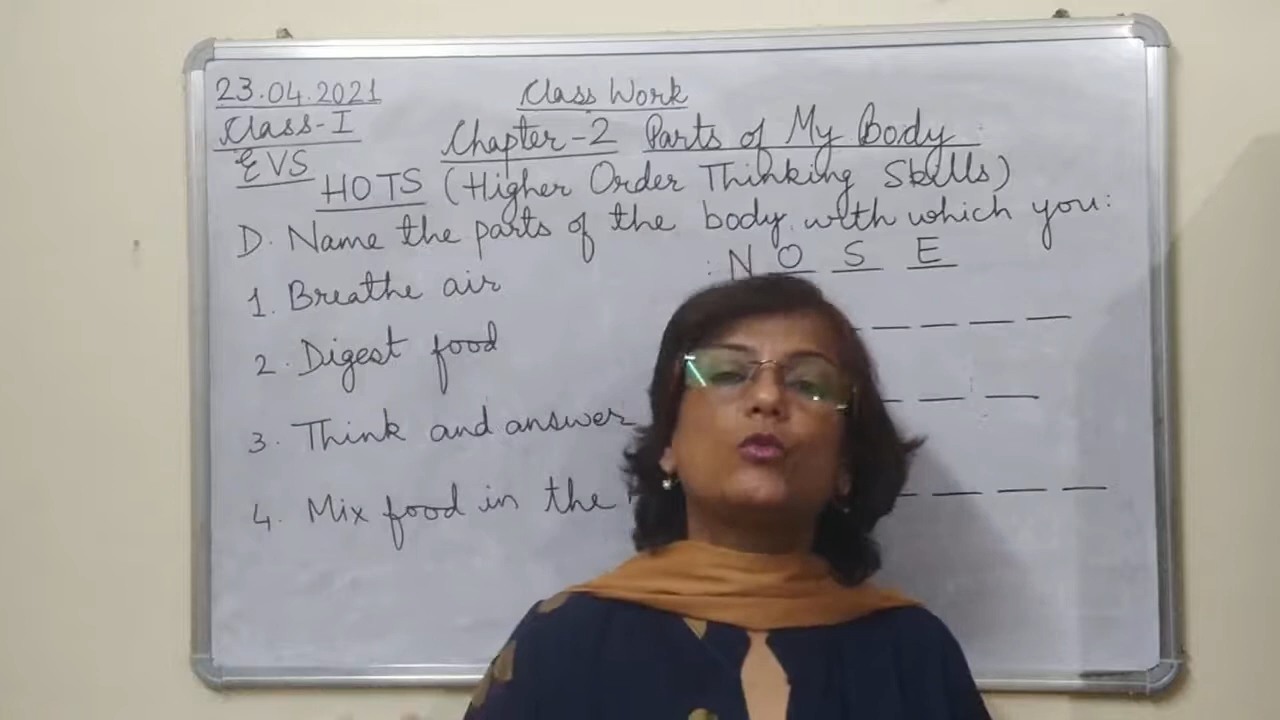 23.04.2021 Class Work
Class-I Chapter-2 Parts of My Body
EVS
HOTS (Higher Order Thinking Skills)
D. Name the parts of the body with which you:
1. Breathe air : N O S E
2. Digest food
3. Think and answer
4. Mix food in the